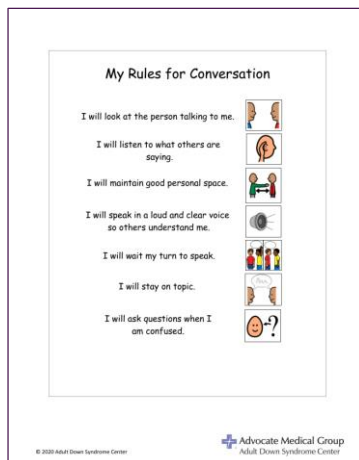 My Rules for Conversation
I will look at the person talking to me.
I will listen to what others are
saying.
I will maintain good personal space.
I will speak in a loud and clear voice
so others understand me.
I will wait my turn to speak.
I will stay on topic.
I will ask questions when I
am confused.
?
© 2020 Adult Down Syndrome Center
Advocate Medical Group
Adult Down Syndrome Center